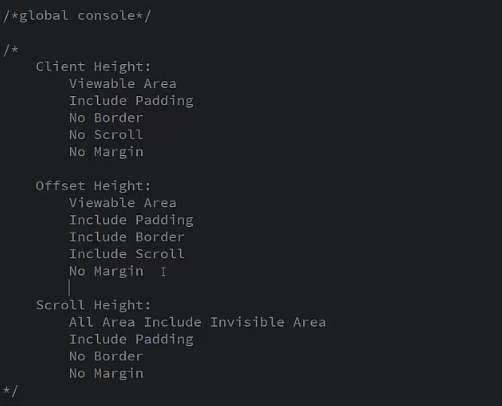 /*global console*/
/*
Client Height:
Viewable Area
Include Padding
No Border
No Scroll
No Margin
Offset Height:
Viewable Area
Include Padding
Include Border
Include Scroll
No Margin
Scroll Height:
All Area Include Invisible Area
Include Padding
No Border
No Margin
*/